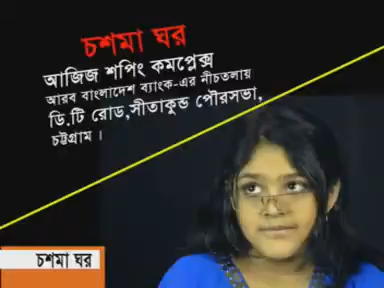 চশমা ঘর
আজিজ শপিং কমপ্লেক্স
আরব বাংলাদেশ ব্যাংক-এর নীচতলায়
ডি.টি রোড,সীতাকুন্ড পৌরসভা,
চট্টগ্রাম ।
চশমা ঘর